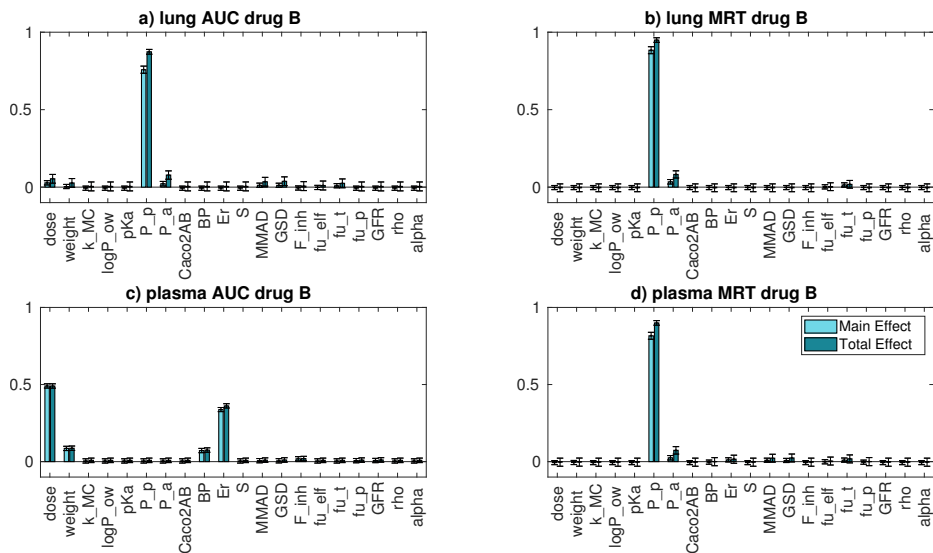 a) lung AUC drug B
1
0.5
0
dose
weight
k_MC
logP_ow
pKa
P_p
P_a
Caco2AB
BP
Er
S
MMAD
GSD
F_inh
fu_elf
fu_t
fu_p
GFR
rho
alpha
b) lung MRT drug B
1
0.5
0
dose
weight
k_MC
logP_ow
pKa
P_p
P_a
Caco2AB
BP
Er
S
MMAD
GSD
F_inh
fu_elf
fu_t
fu_p
GFR
rho
alpha
c) plasma AUC drug B
1
0.5
0
dose
weight
k_MC
logP_ow
pKa
P_p
P_a
Caco2AB
BP
Er
S
MMAD
GSD
F_inh
fu_elf
fu_t
fu_p
GFR
rho
alpha
d) plasma MRT drug B
Main Effect
Total Effect
1
0.5
0
dose
weight
k_MC
logP_ow
pKa
P_p
P_a
Caco2AB
BP
Er
S
MMAD
GSD
F_inh
fu_elf
fu_t
fu_p
GFR
rho
alpha